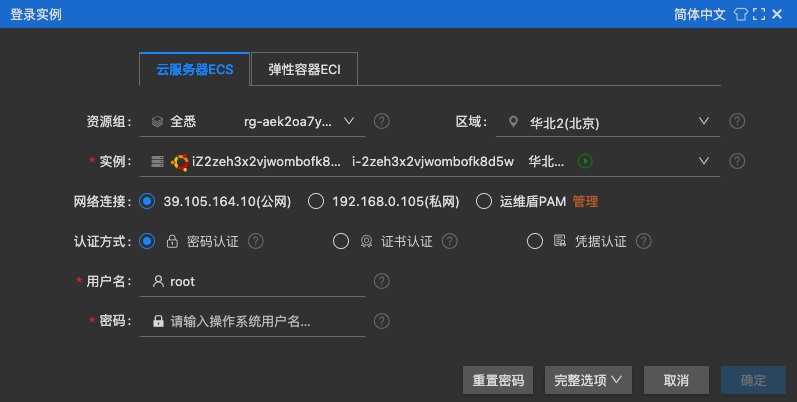 登录实例 简体中文
云服务器ECS 弹性容器ECI
资源组: 全悉 rg-aek2oa7y... 区域: 华北2(北京)
* 实例: iZ2zeh3x2vjwombofk8... i-2zeh3x2vjwombofk8d5w 华北...
网络连接: 39.105.164.10(公网) 192.168.0.105(私网) 运维盾PAM 管理
认证方式: 密码认证 证书认证 凭据认证
* 用户名: root
* 密码: 请输入操作系统用户名...
重置密码 完整选项 取消 确定